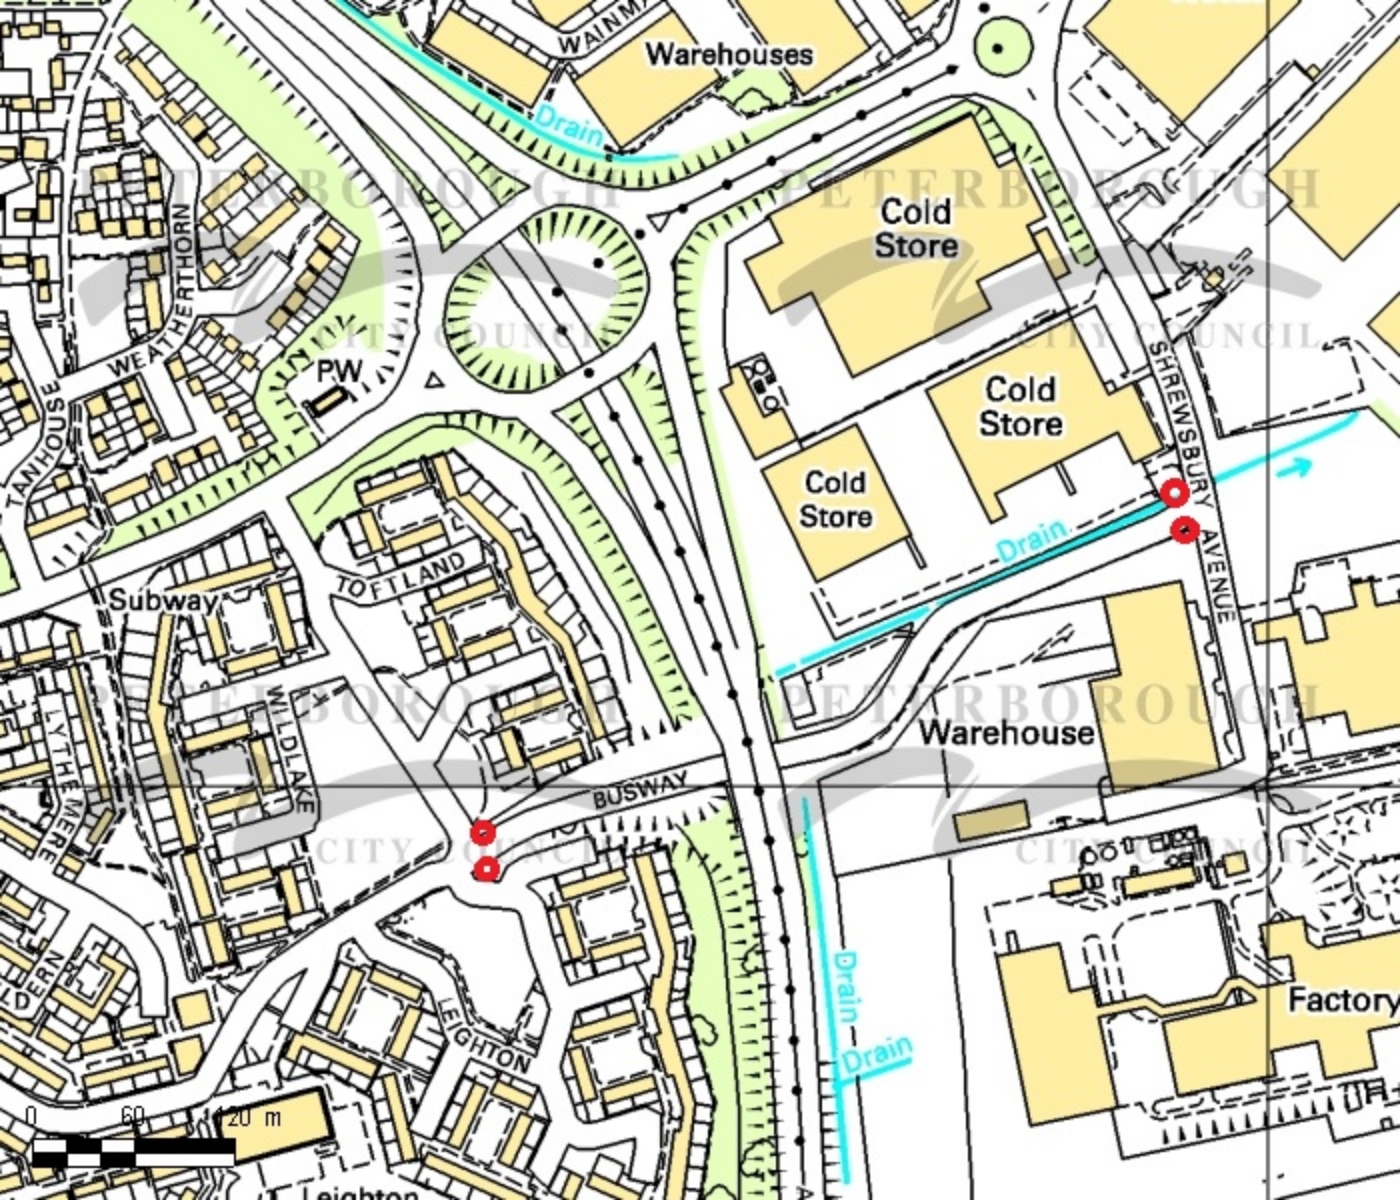 WAINMA
Warehouses
Drain
PETERBOROUGH
PETERBOROUGH
Cold
Store
WEATHERTHORN
CITY COUNCIL
CITY COUNCIL
PW
TANHOUSE
SHREWSBURY AVENUE
Cold
Store
Cold
Store
Drain
TOFTLAND
Subway
PETERBOROUGH
PETERBOROUGH
WILDLAKE
LYTHEMERE
Warehouse
BUSWAY
CITY COUNCIL
CITY COUNCIL
LDERN
Drain
LEIGHTON
Factory
Drain
0 60 120 m
Leighton